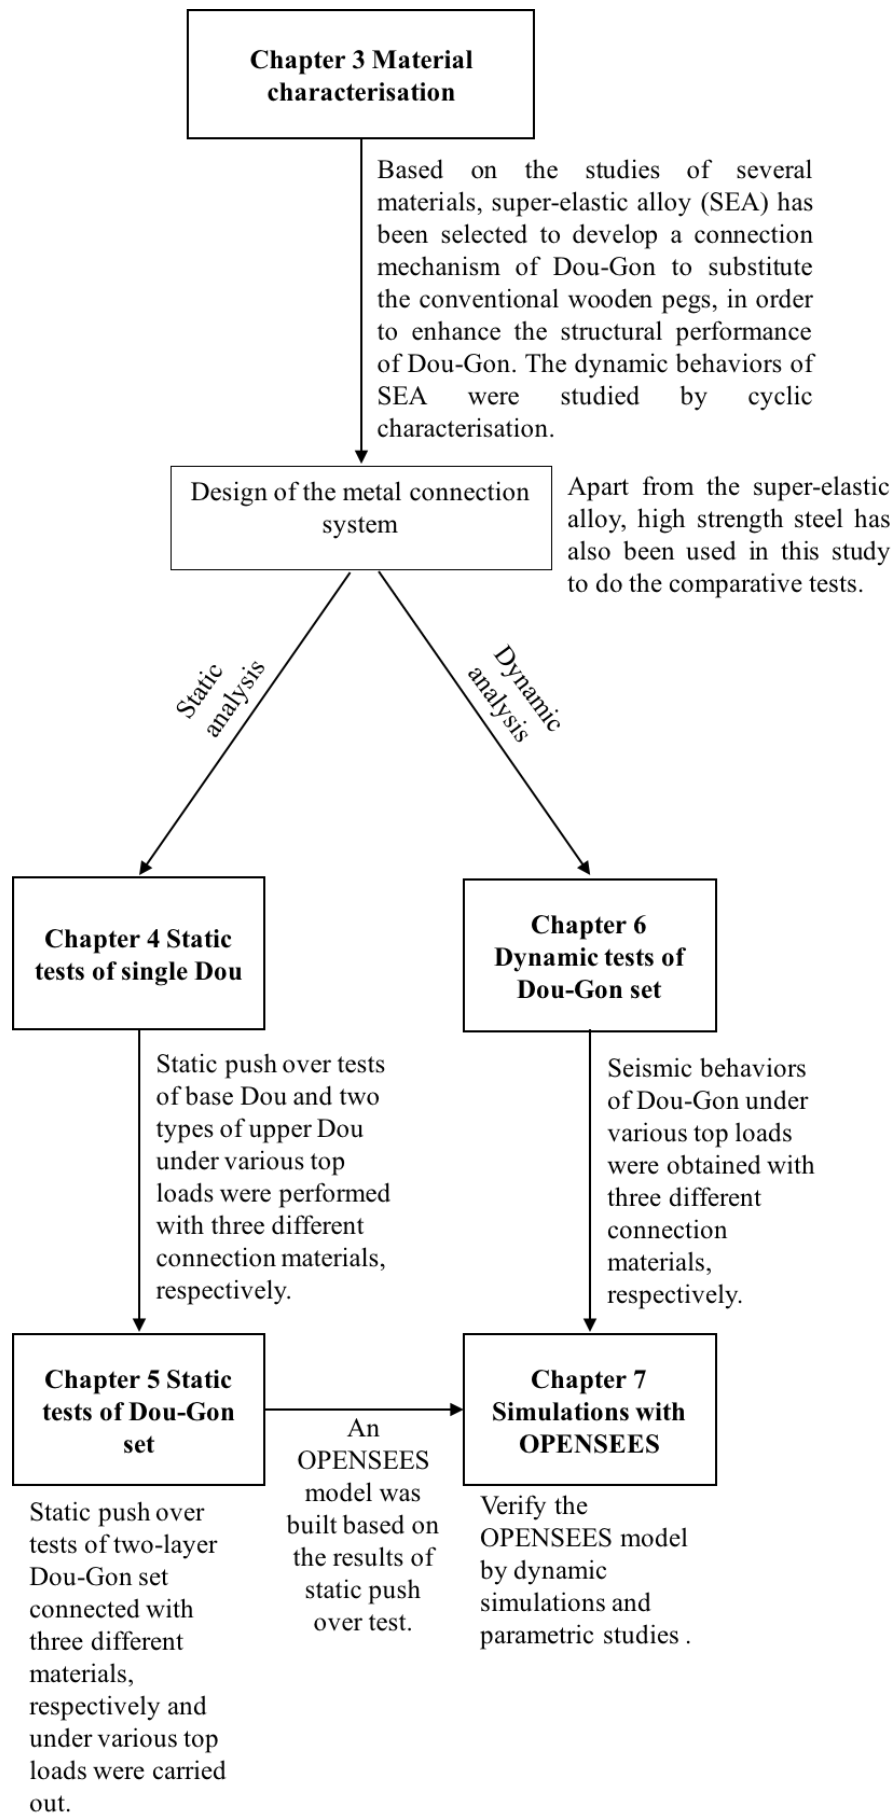 Chapter 3 Material
characterisation
Based on the studies of several
materials, super-elastic alloy (SEA) has
been selected to develop a connection
mechanism of Dou-Gon to substitute
the conventional wooden pegs, in order
to enhance the structural performance
of Dou-Gon. The dynamic behaviors of
SEA were studied by cyclic
characterisation.
Design of the metal connection
system
Apart from the super-elastic
alloy, high strength steel has
also been used in this study
to do the comparative tests.
Static
analysis
Dynamic
analysis
Chapter 4 Static
tests of single Dou
Chapter 6
Dynamic tests of
Dou-Gon set
Static push over tests
of base Dou and two
types of upper Dou
under various top
loads were performed
with three different
connection materials,
respectively.
Seismic behaviors
of Dou-Gon under
various top loads
were obtained with
three different
connection
materials,
respectively.
Chapter 5 Static
tests of Dou-Gon
set
An
OPENSEES
model was
built based on
the results of
static push
over test.
Chapter 7
Simulations with
OPENSEES
Static push over
tests of two-layer
Dou-Gon set
connected with
three different
materials,
respectively and
under various top
loads were carried
out.
Verify the
OPENSEES model
by dynamic
simulations and
parametric studies .